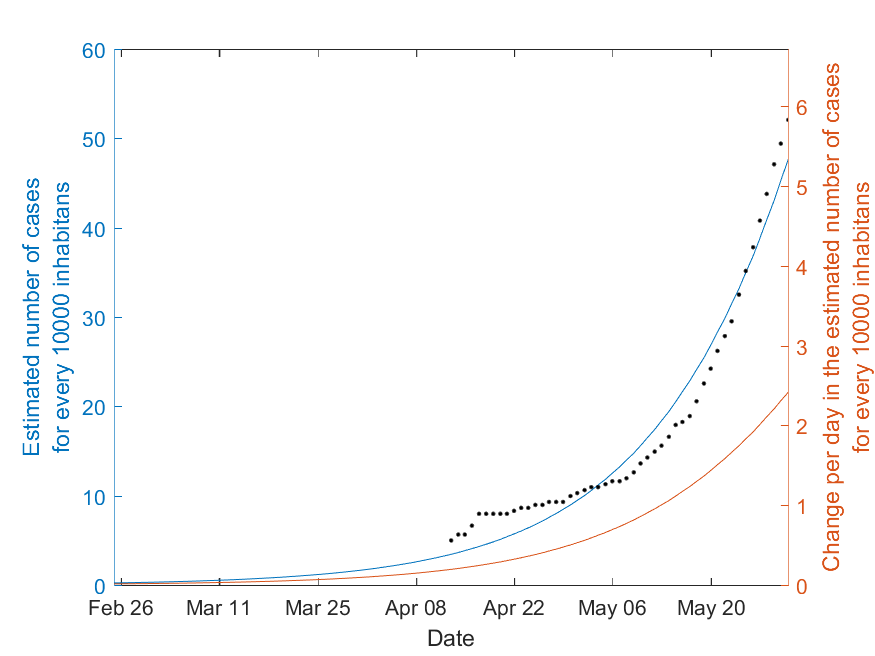 Estimated number of cases
for every 10000 inhabitans
60
50
40
30
20
10
0
6
5
4
3
2
1
0
Change per day in the estimated number of cases
for every 10000 inhabitans
Feb 26 Mar 11 Mar 25 Apr 08 Apr 22 May 06 May 20
Date